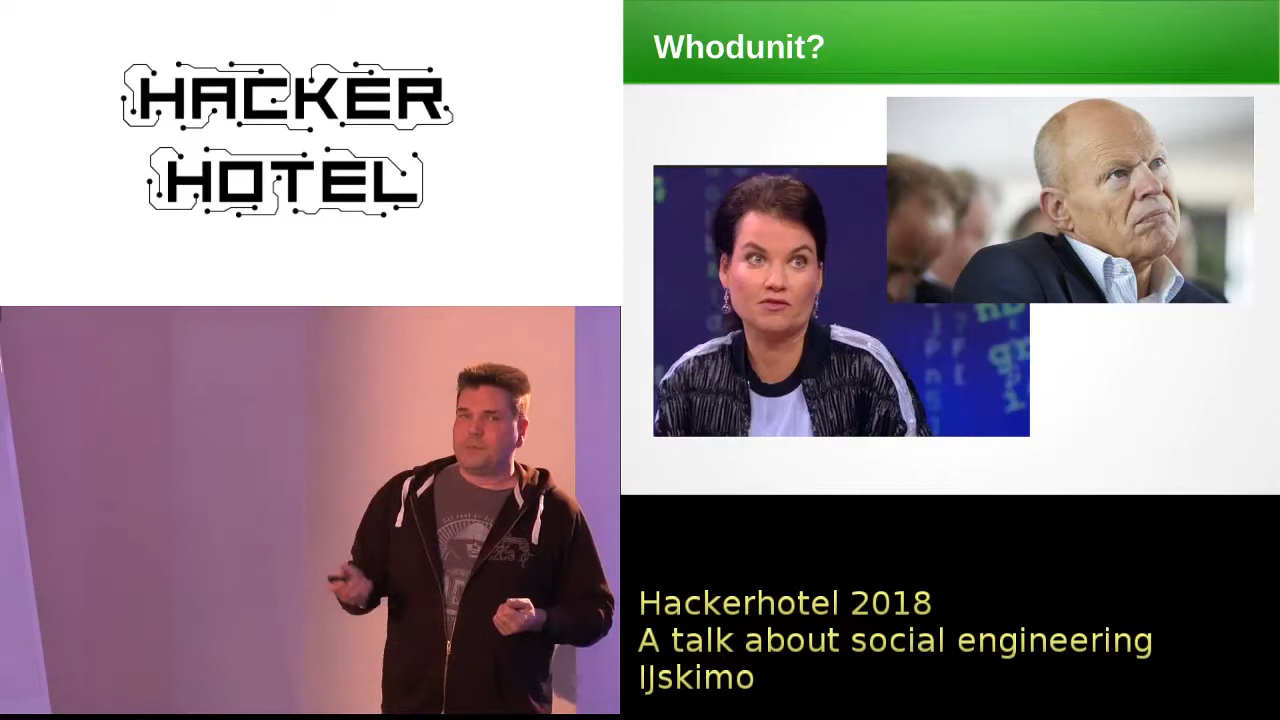 HACKER
HOTEL
Whodunit?
Hackerhotel 2018
A talk about social engineering
IJskimo